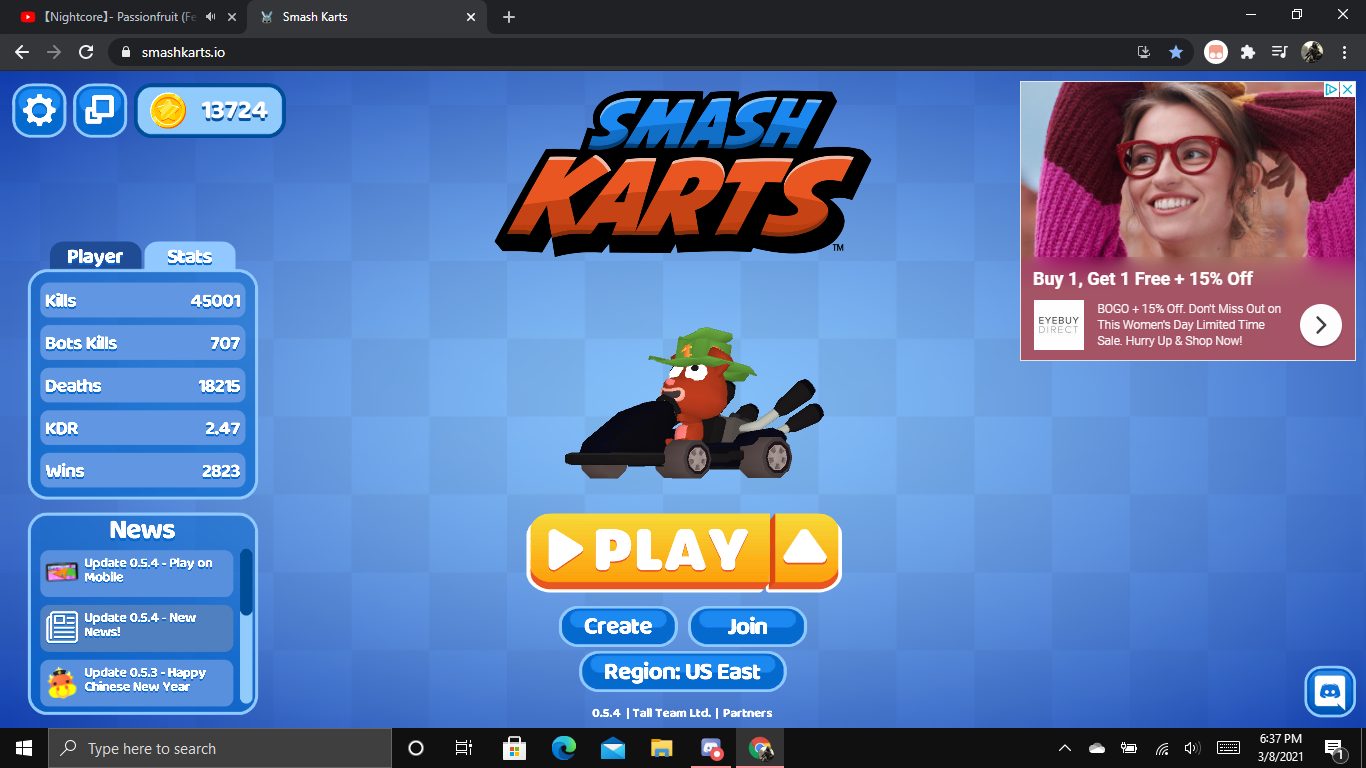 【Nightcore】- Passionfruit (Fe
Smash Karts
smashkarts.io
13724
SMASH
KARTS
TM
Player
Stats
Kills 45001
Bots Kills 707
Deaths 18215
KDR 2.47
Wins 2823
News
Update 0.5.4 - Play on
Mobile
Update 0.5.4 - New
News!
Update 0.5.3 - Happy
Chinese New Year
PLAY
Create
Join
Region: US East
0.5.4 | Tall Team Ltd. | Partners
Buy 1, Get 1 Free + 15% Off
EYEBUY
DIRECT
BOGO + 15% Off. Don't Miss Out on
This Women's Day Limited Time
Sale. Hurry Up & Shop Now!
Type here to search
6:37 PM
3/8/2021
1